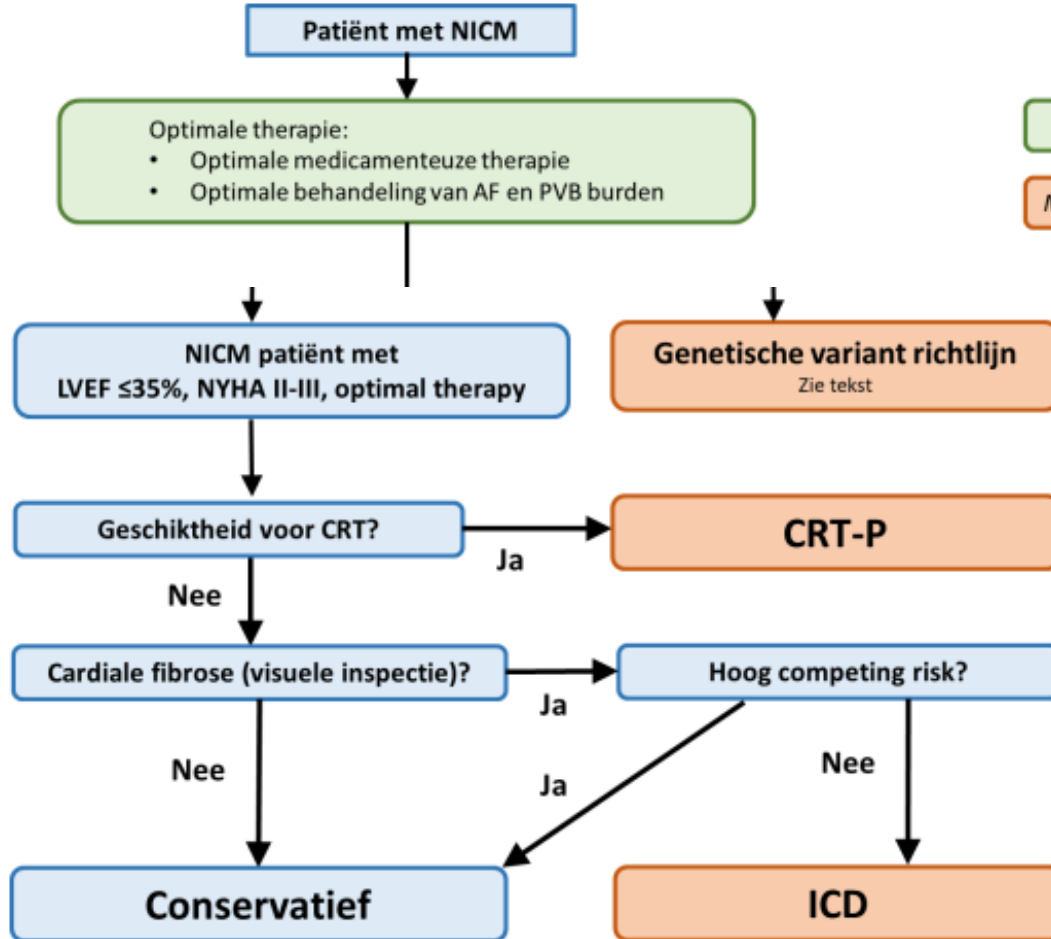 Patiënt met NICM
Optimale therapie:
• Optimale medicamenteuze therapie
• Optimale behandeling van AF en PVB burden
NICM patiënt met
LVEF ≤35%, NYHA II-III, optimal therapy
Genetische variant richtlijn
Zie tekst
Geschiktheid voor CRT?
Ja
CRT-P
Nee
Cardiale fibrose (visuele inspectie)?
Ja
Hoog competing risk?
Nee
Ja
Nee
Conservatief
ICD